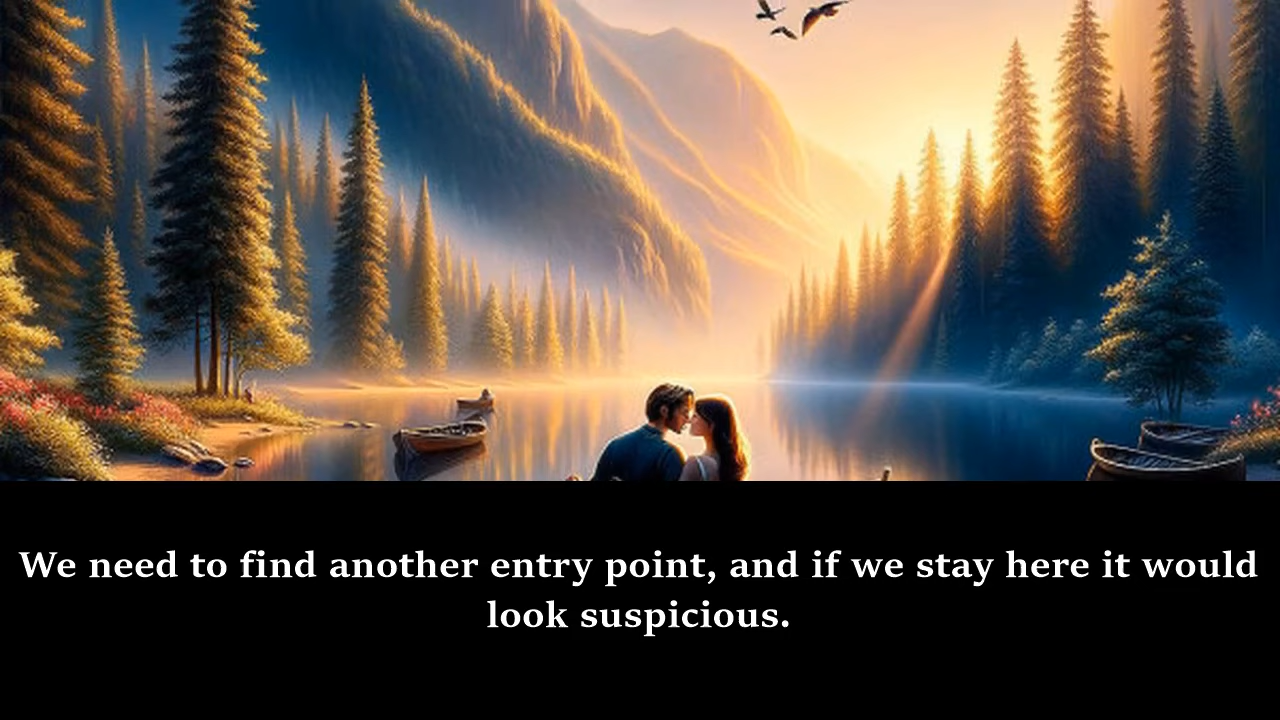 We need to find another entry point, and if we stay here it would
look suspicious.